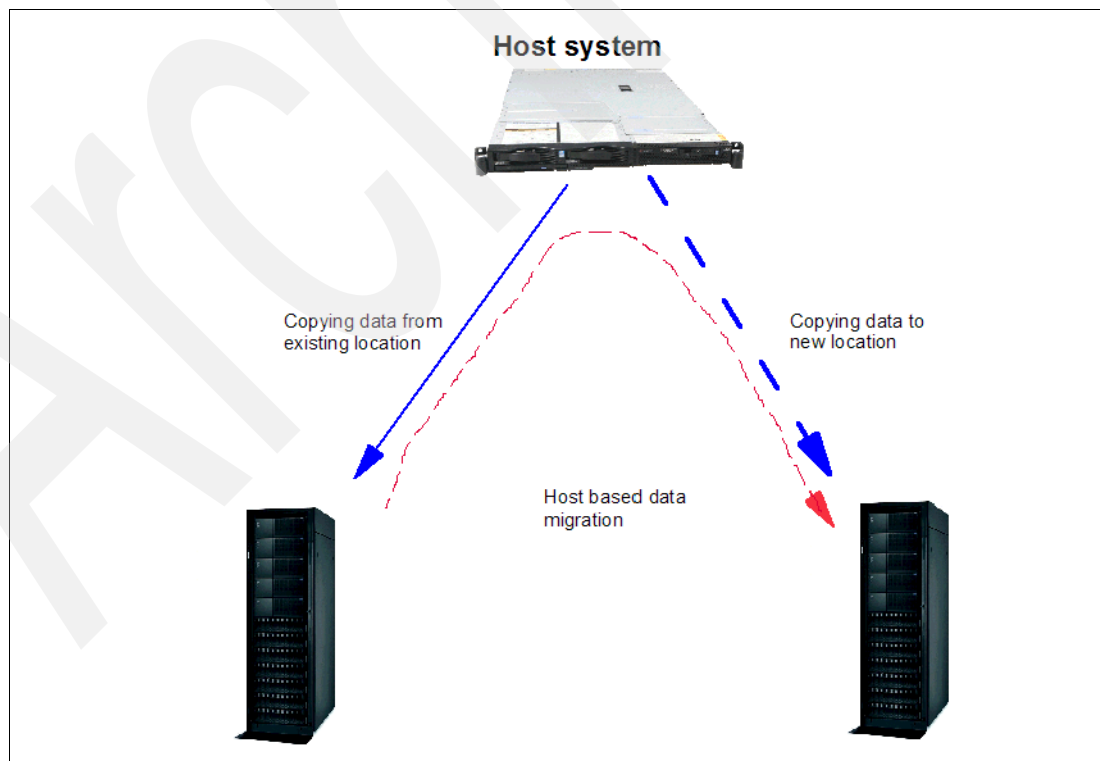 Host system
Copying data from
existing location
Copying data to
new location
Host based data
migration